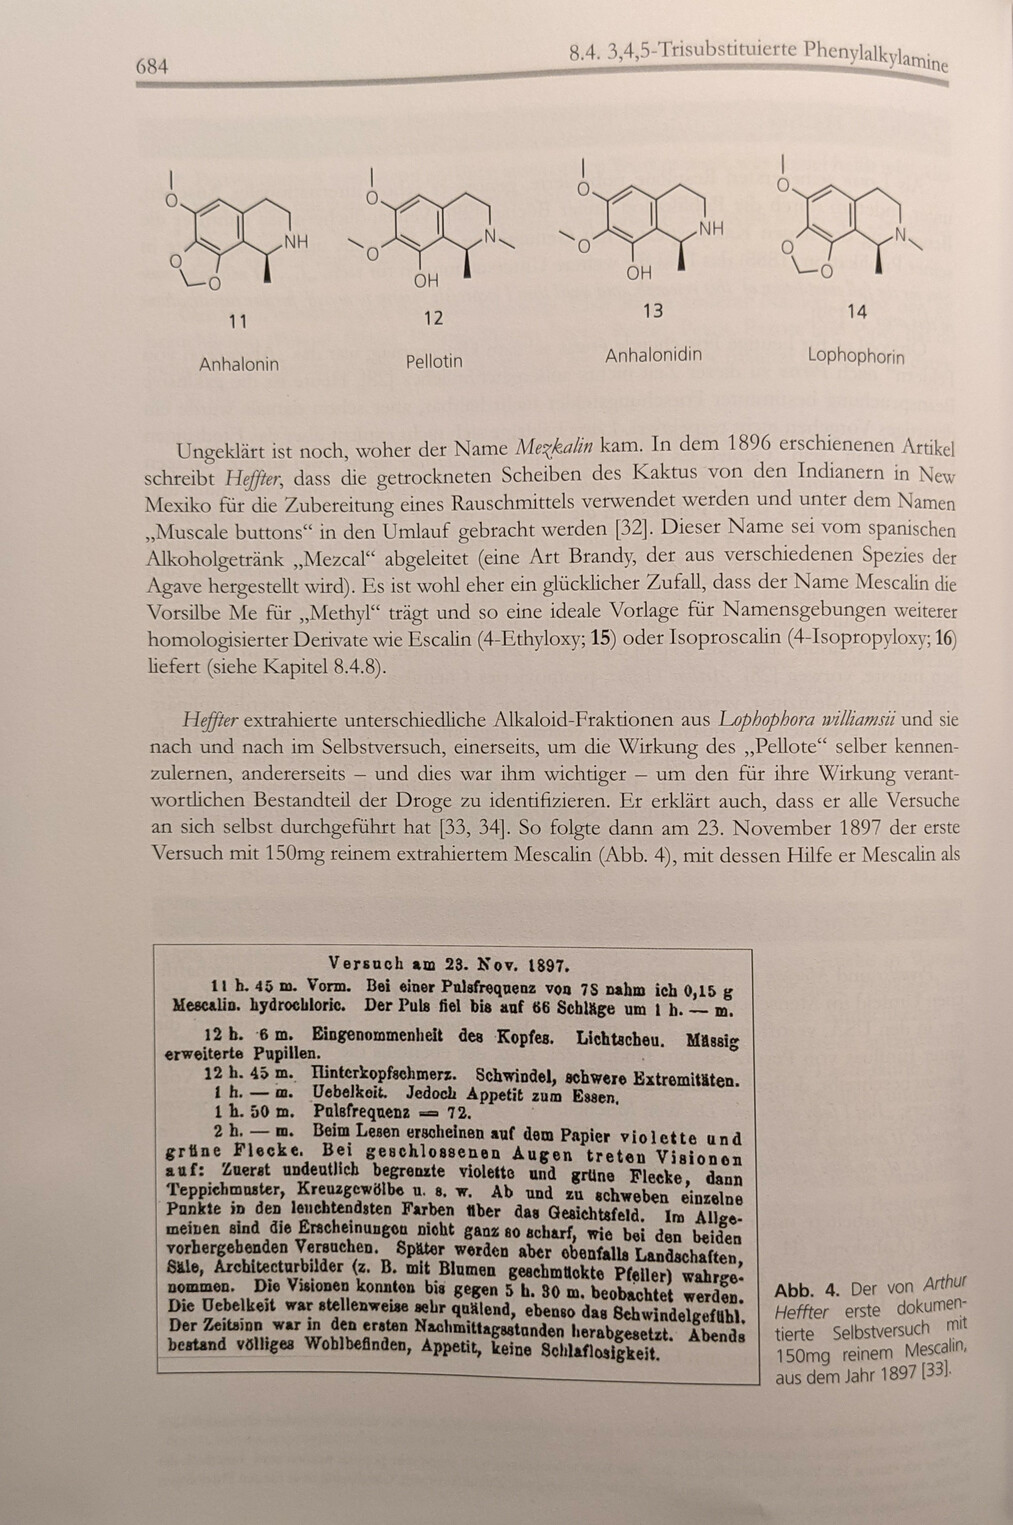 684
8.4. 3,4,5-Trisubstituierte Phenylalkylamine
O
O
O
NH
O
O
OH
N
O
O
OH
NH
O
O
O
N
11
12
13
14
Anhalonin
Pellotin
Anhalonidin
Lophophorin
Ungeklärt ist noch, woher der Name Mezkalin kam. In dem 1896 erschienenen Artikel
schreibt Heffter, dass die getrockneten Scheiben des Kaktus von den Indianern in New
Mexiko für die Zubereitung eines Rauschmittels verwendet werden und unter dem Namen
„Muscale buttons“ in den Umlauf gebracht werden [32]. Dieser Name sei vom spanischen
Alkoholgetränk „Mezcal“ abgeleitet (eine Art Brandy, der aus verschiedenen Spezies der
Agave hergestellt wird). Es ist wohl eher ein glücklicher Zufall, dass der Name Mescalin die
Vorsilbe Me für „Methyl“ trägt und so eine ideale Vorlage für Namensgebungen weiterer
homologisierter Derivate wie Escalin (4-Ethyloxy; 15) oder Isoproscalin (4-Isopropyloxy; 16)
liefert (siehe Kapitel 8.4.8).
Heffter extrahierte unterschiedliche Alkaloid-Fraktionen aus Lophophora williamsii und sie
nach und nach im Selbstversuch, einerseits, um die Wirkung des „Pellote“ selber kennen-
zulernen, andererseits – und dies war ihm wichtiger – um den für ihre Wirkung verant-
wortlichen Bestandteil der Droge zu identifizieren. Er erklärt auch, dass er alle Versuche
an sich selbst durchgeführt hat [33, 34]. So folgte dann am 23. November 1897 der erste
Versuch mit 150mg reinem extrahiertem Mescalin (Abb. 4), mit dessen Hilfe er Mescalin als
Versuch am 23. Nov. 1897.
11 h. 45 m. Vorm. Bei einer Pulsfrequenz von 78 nahm ich 0,15 g
Mescalin. hydrochloric. Der Puls fiel bis auf 66 Schläge um 1 h. — m.
12 h. 6 m. Eingenommenheit des Kopfes. Lichtscheu. Mässig
erweiterte Pupillen.
12 h. 45 m. Hinterkopfschmerz. Schwindel, schwere Extremitäten.
1 h. — m. Uebelkeit. Jedoch Appetit zum Essen.
1 h. 50 m. Pulsfrequenz = 72.
2 h. — m. Beim Lesen erscheinen auf dem Papier violette und
grüne Flecke. Bei geschlossenen Augen treten Visionen
auf: Zuerst undeutlich begrenzte violette und grüne Flecke, dann
Teppichmuster, Kreuzgewölbe u. s. w. Ab und zu schweben einzelne
Punkte in den leuchtendsten Farben über das Gesichtsfeld. Im Allge-
meinen sind die Erscheinungen nicht ganz so scharf, wie bei den beiden
vorhergehenden Versuchen. Später werden aber ebenfalls Landschaften,
Säle, Architecturbilder (z. B. mit Blumen geschmückte Pfeiler) wahrge-
nommen. Die Visionen konnten bis gegen 5 h. 30 m. beobachtet werden.
Die Uebelkeit war stellenweise sehr quälend, ebenso das Schwindelgefühl.
Der Zeitsinn war in den ersten Nachmittagsstunden herabgesetzt. Abends
bestand völliges Wohlbefinden, Appetit, keine Schlaflosigkeit.
Abb. 4. Der von Arthur
Heffter erste dokumen-
tierte Selbstversuch mit
150mg reinem Mescalin,
aus dem Jahr 1897 [33].